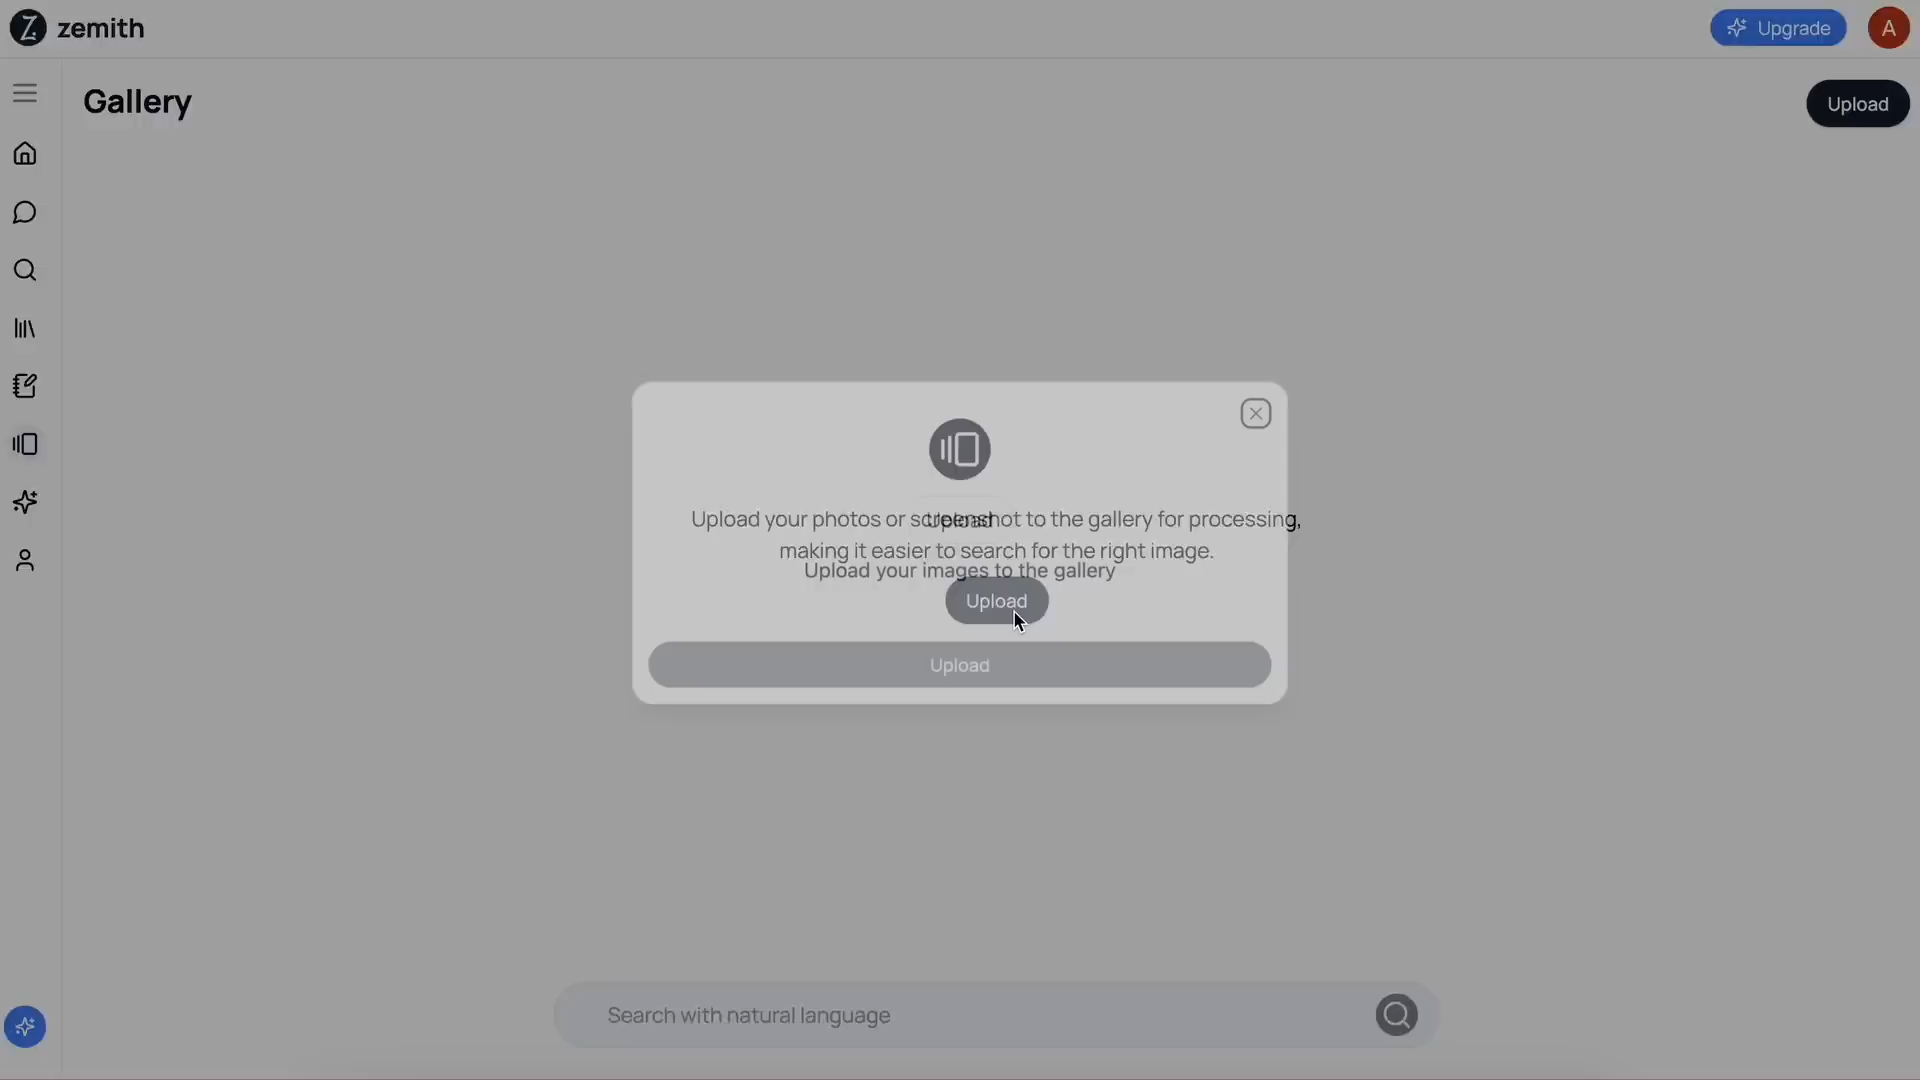 zemith
Upgrade
A
Gallery
Upload
Upload your photos or screenshot to the gallery for processing,
Upload
making it easier to search for the right image.
Upload your images to the gallery
Upload
Upload
Search with natural language